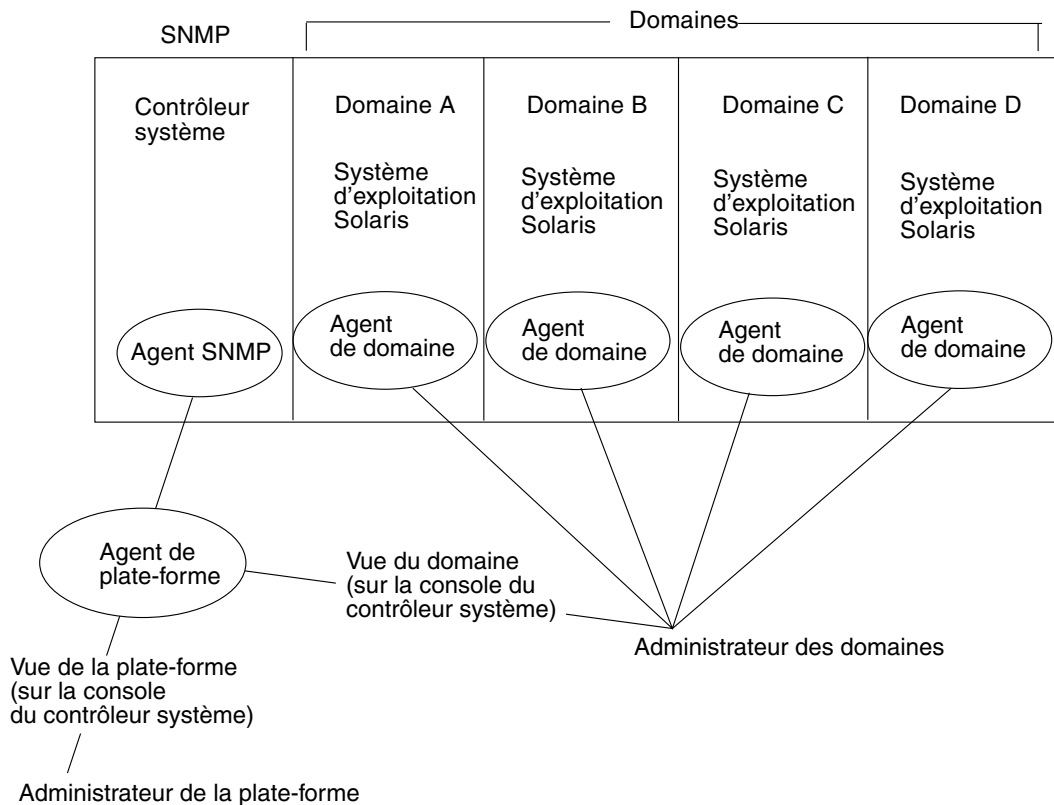 SNMP
Domaines
Contrôleur
système
Domaine A
Domaine B
Domaine C
Domaine D
Système
d'exploitation
Solaris
Système
d'exploitation
Solaris
Système
d'exploitation
Solaris
Système
d'exploitation
Solaris
Agent SNMP
Agent
de domaine
Agent
de domaine
Agent
de domaine
Agent
de domaine
Agent de
plate-forme
Vue du domaine
(sur la console du
contrôleur système)
Administrateur des domaines
Vue de la plate-forme
(sur la console
du contrôleur système)
Administrateur de la plate-forme